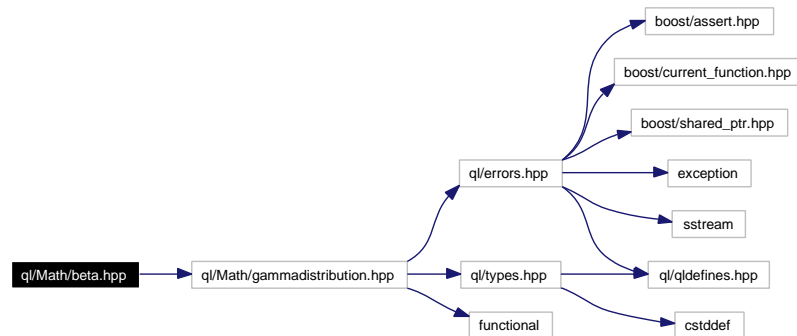 boost/assert.hpp
boost/current_function.hpp
boost/shared_ptr.hpp
ql/errors.hpp
exception
sstream
ql/Math/beta.hpp
ql/Math/gammadistribution.hpp
ql/types.hpp
ql/qldefines.hpp
functional
cstddef